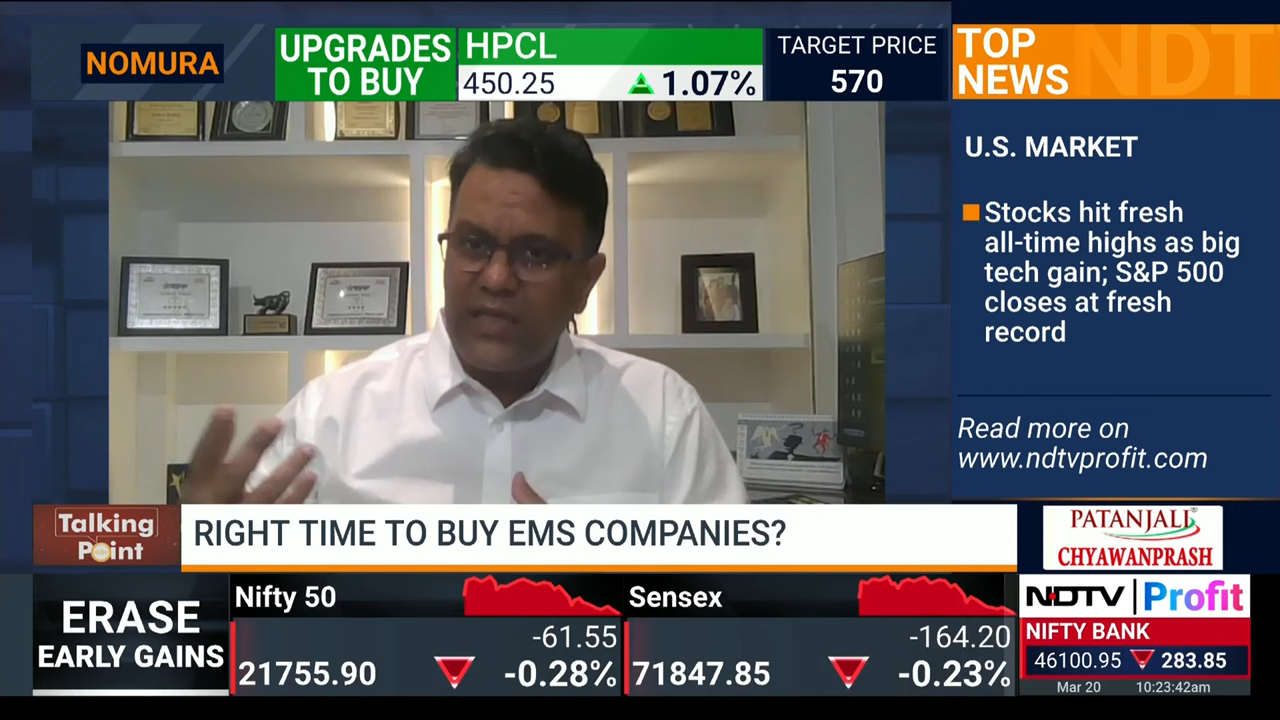 NOMURA
UPGRADES
TO BUY
HPCL
450.25
1.07%
TARGET PRICE
570
TOP
NEWS
U.S. MARKET
Stocks hit fresh
all-time highs as big
tech gain; S&P 500
closes at fresh
record
Read more on
www.ndtvprofit.com
Talking
Point
RIGHT TIME TO BUY EMS COMPANIES?
PATANJALI®
CHYAWANPRASH
ERASE
EARLY GAINS
Nifty 50
-61.55
21755.90
-0.28%
Sensex
-164.20
71847.85
-0.23%
NDTV Profit
NIFTY BANK
46100.95 283.85
Mar 20 10:23:42am